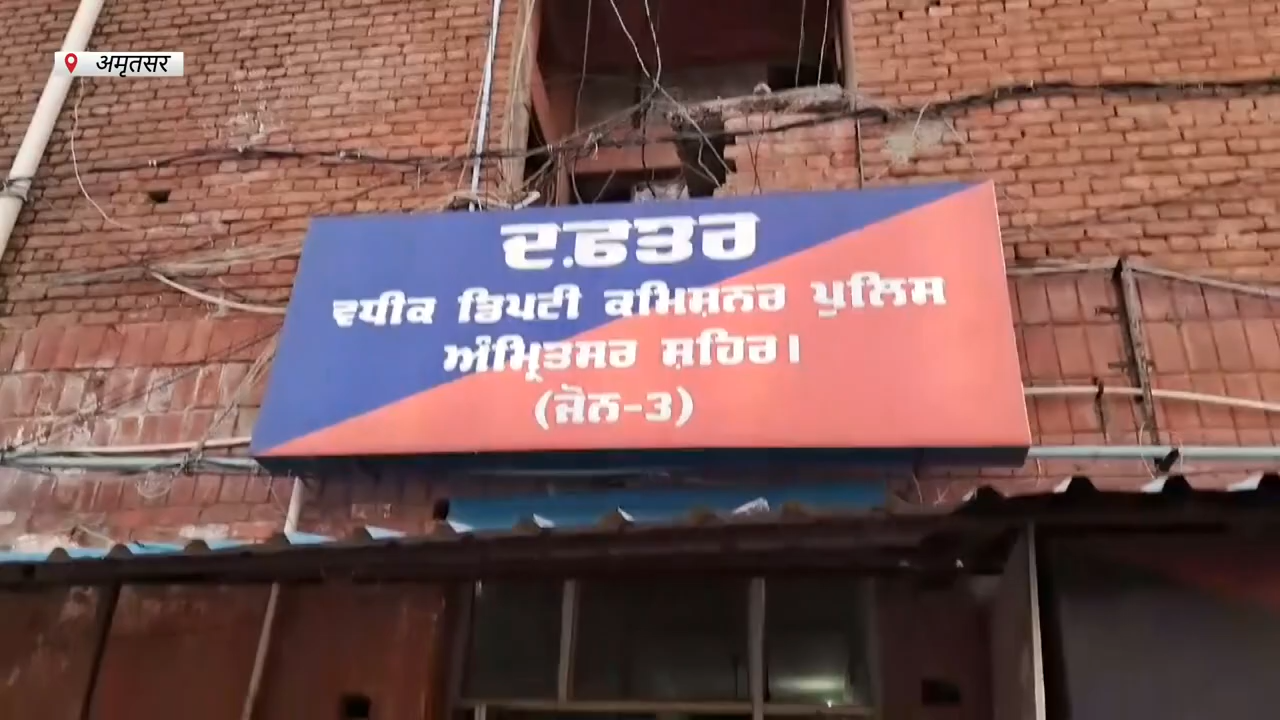 अमृतसर
ਦਫ਼ਤਰ
ਵਧੀਕ ਡਿਪਟੀ ਕਮਿਸ਼ਨਰ ਪੁਲਿਸ
ਅੰਮ੍ਰਿਤਸਰ ਸ਼ਹਿਰ।
(ਜੋਨ-3)